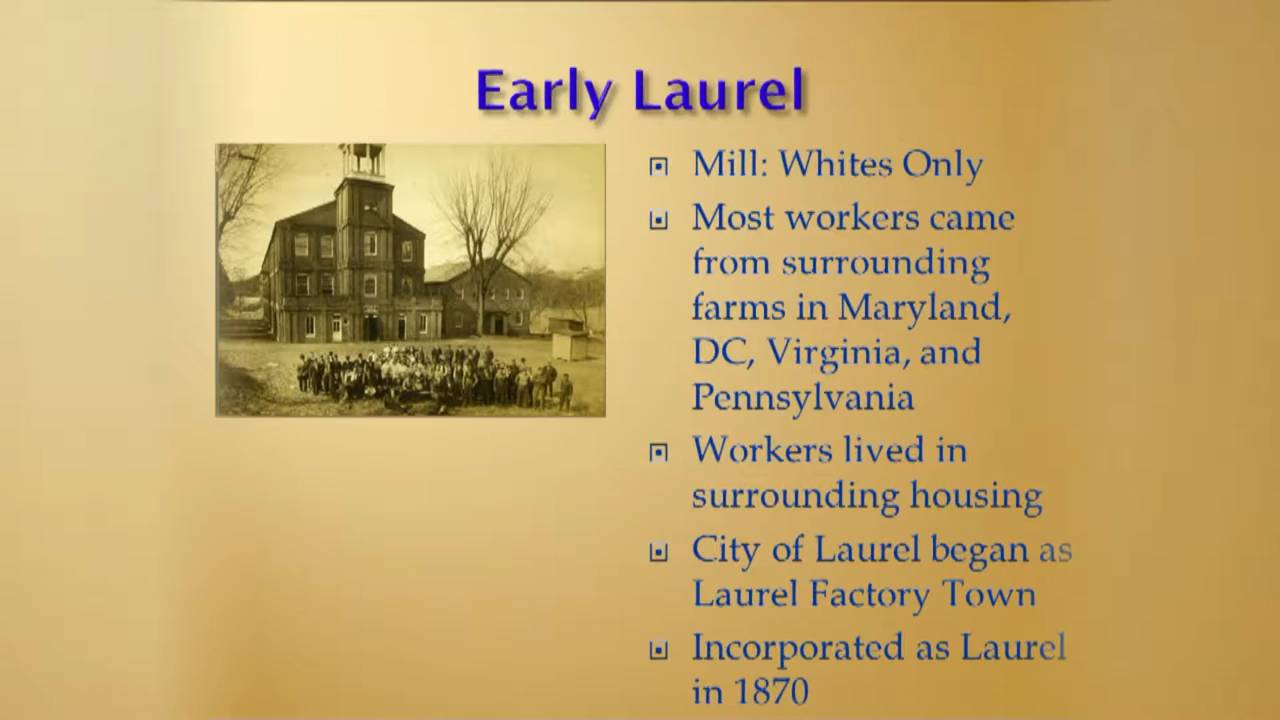 Early Laurel
Mill: Whites Only
Most workers came
from surrounding
farms in Maryland,
DC, Virginia, and
Pennsylvania
Workers lived in
surrounding housing
City of Laurel began as
Laurel Factory Town
Incorporated as Laurel
in 1870